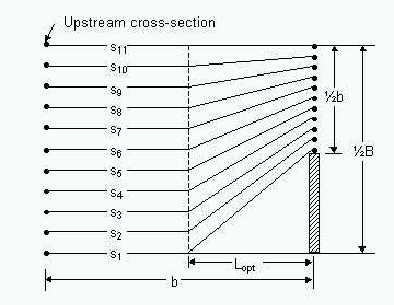 Upstream cross-section
S11
S10
S9
S8
S7
S6
S5
S4
S3
S2
S1
½b
½B
Lopt
b